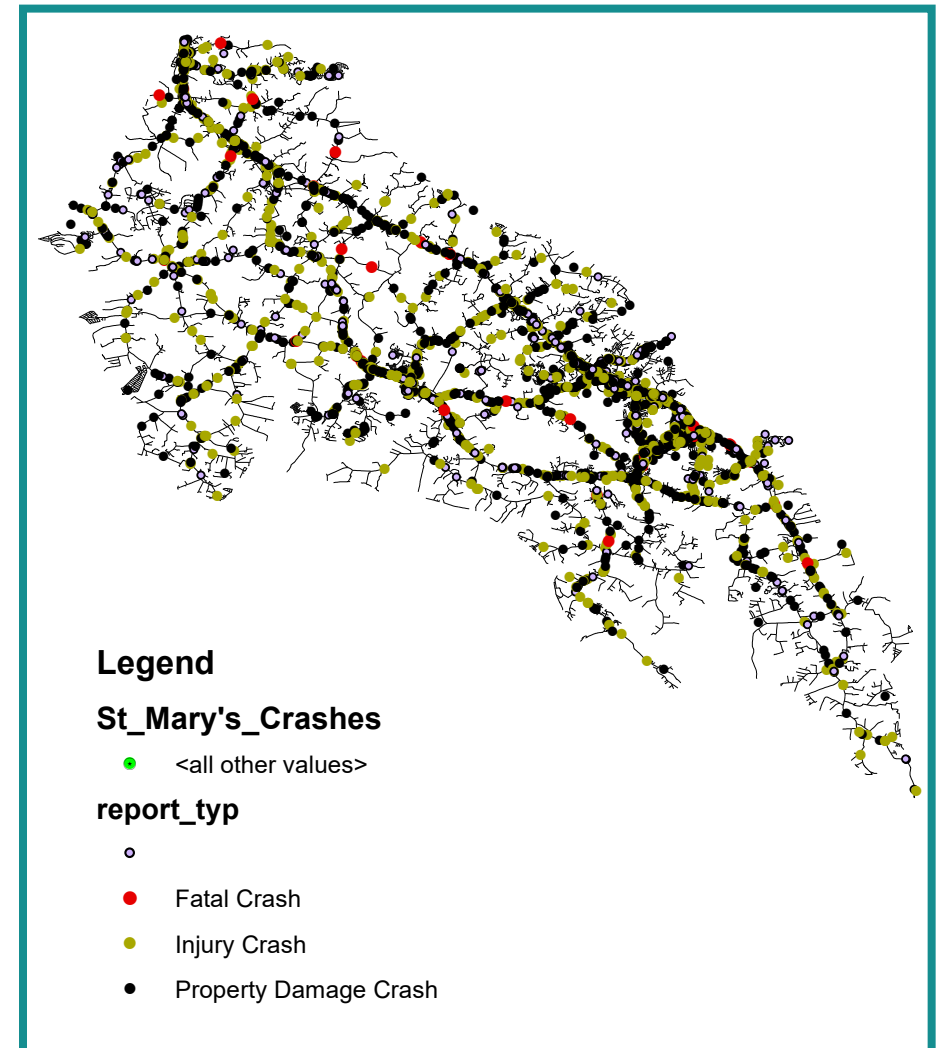 Legend
St_Mary's_Crashes
<all other values>
report_typ
Fatal Crash
Injury Crash
Property Damage Crash